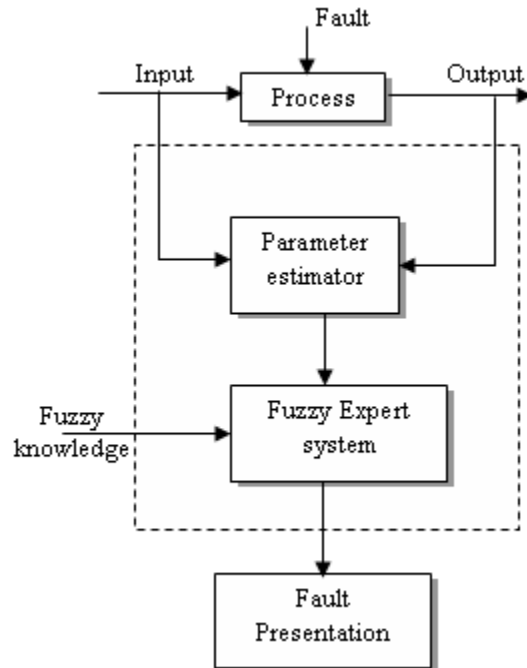 Fault
Input
Output
Process
Parameter
estimator
Fuzzy Expert
system
Fuzzy
knowledge
Fault
Presentation